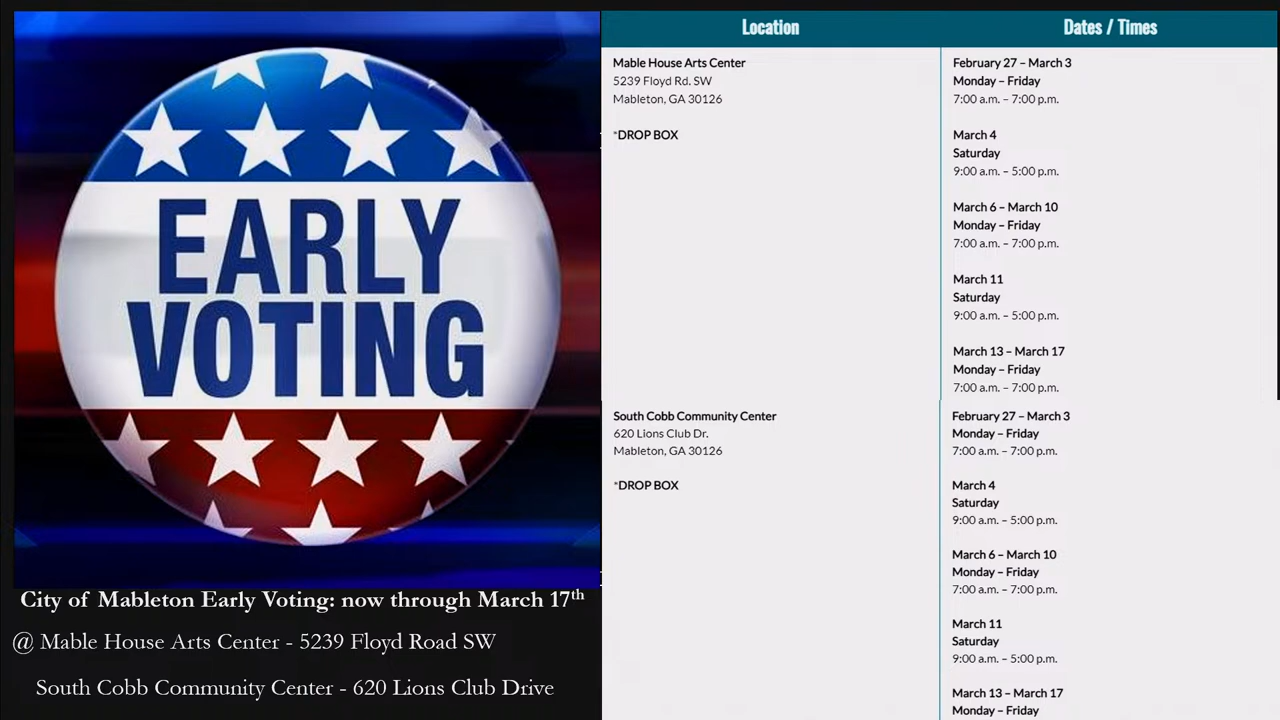 EARLY
VOTING
City of Mableton Early Voting: now through March 17th
@ Mable House Arts Center - 5239 Floyd Road SW
South Cobb Community Center - 620 Lions Club Drive
Location
Dates / Times
Mable House Arts Center
5239 Floyd Rd. SW
Mableton, GA 30126
*DROP BOX
February 27 – March 3
Monday – Friday
7:00 a.m. – 7:00 p.m.
March 4
Saturday
9:00 a.m. – 5:00 p.m.
March 6 – March 10
Monday – Friday
7:00 a.m. – 7:00 p.m.
March 11
Saturday
9:00 a.m. – 5:00 p.m.
March 13 – March 17
Monday – Friday
7:00 a.m. – 7:00 p.m.
South Cobb Community Center
620 Lions Club Dr.
Mableton, GA 30126
*DROP BOX
February 27 – March 3
Monday – Friday
7:00 a.m. – 7:00 p.m.
March 4
Saturday
9:00 a.m. – 5:00 p.m.
March 6 – March 10
Monday – Friday
7:00 a.m. – 7:00 p.m.
March 11
Saturday
9:00 a.m. – 5:00 p.m.
March 13 – March 17
Monday – Friday